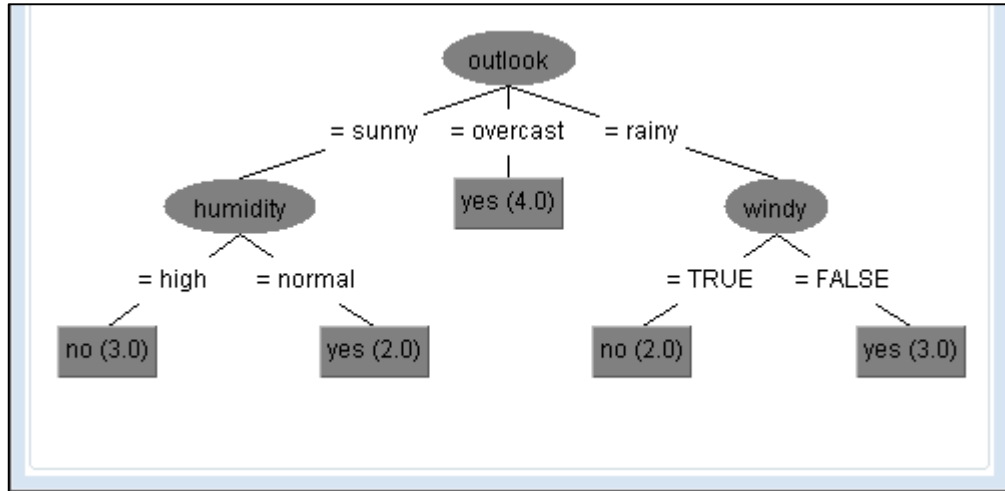 outlook
= sunny = overcast = rainy
humidity yes (4.0) windy
= high = normal = TRUE = FALSE
no (3.0) yes (2.0) no (2.0) yes (3.0)